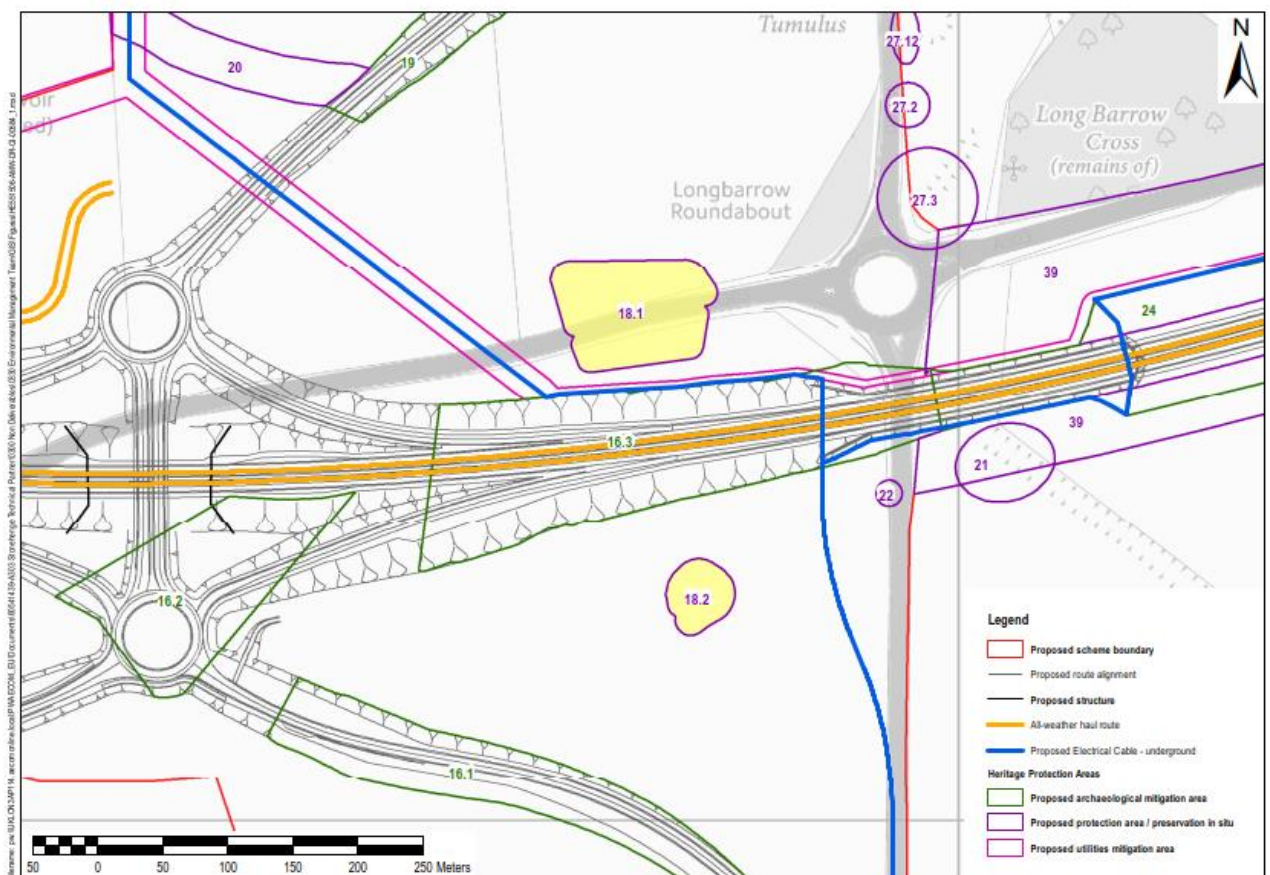 Tumulus
N
27.12
20
19
27.2
Long Barrow
Cross
(remains of)
Longbarrow
Roundabout
27.3
39
18.1
24
16.3
39
21
22
18.2
16.2
16.1
Legend
Proposed scheme boundary
Proposed route alignment
Proposed structure
All-weather haul route
Proposed Electrical Cable - underground
Heritage Protection Areas
Proposed archaeological mitigation area
Proposed protection area / preservation in situ
Proposed utilities mitigation area
50 0 50 100 150 200 250 Meters